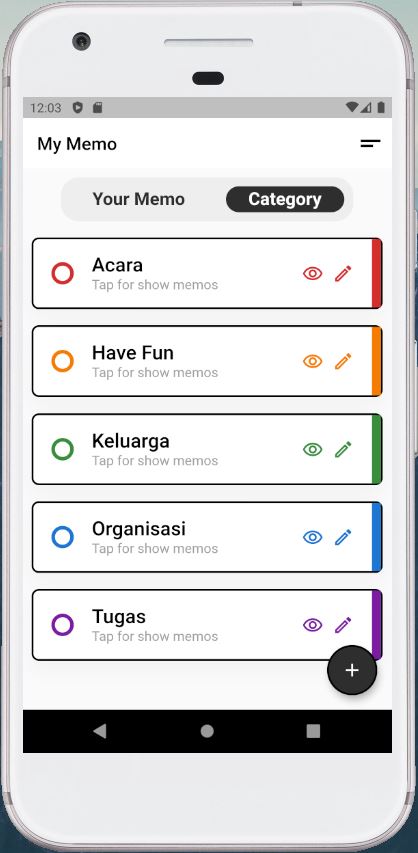 12:03
My Memo
Your Memo
Category
Acara
Tap for show memos
Have Fun
Tap for show memos
Keluarga
Tap for show memos
Organisasi
Tap for show memos
Tugas
Tap for show memos
+